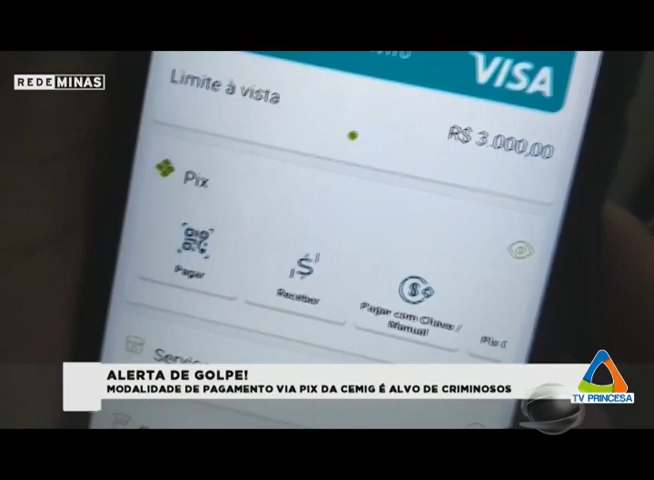 VISA
REDE MINAS
Limite à vista
R$ 3.000,00
Pix
Pagar
Receber
Pagar com Chave /
Manual
Pix
ALERTA DE GOLPE!
MODALIDADE DE PAGAMENTO VIA PIX DA CEMIG É ALVO DE CRIMINOSOS
TV PRINCESA